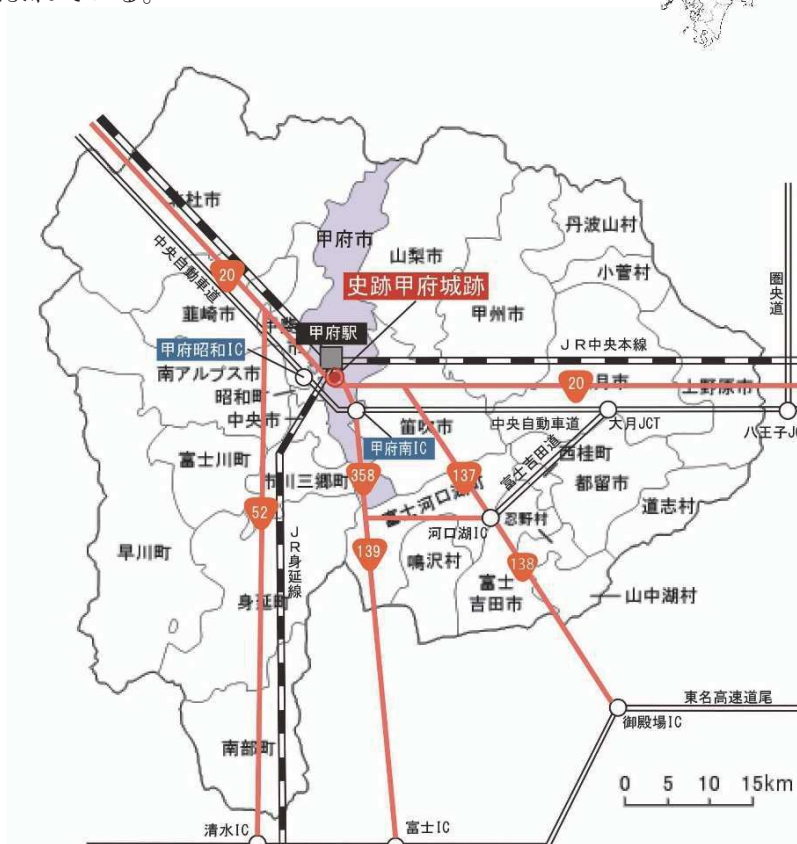 北杜市
甲府市
山梨市
丹波山村
小菅村
中央自動車道
20
史跡甲府城跡
圏央道
韮崎市
甲府駅
甲州市
甲府昭和IC
JR中央本線
南アルプス市
20
月市
上野原市
昭和町
中央市
笛吹市
中央自動車道
大月JCT
八王子JC
甲府南IC
富士吉田道
西桂町
富士川町
市川三郷町
358
137
都留市
富士河口湖町
道志村
52
JR身延線
河口湖IC
忍野村
早川町
139
鳴沢村
138
身延町
富士
吉田市
山中湖村
東名高速道尾
御殿場IC
南部町
0 5 10 15km
清水IC
富士IC